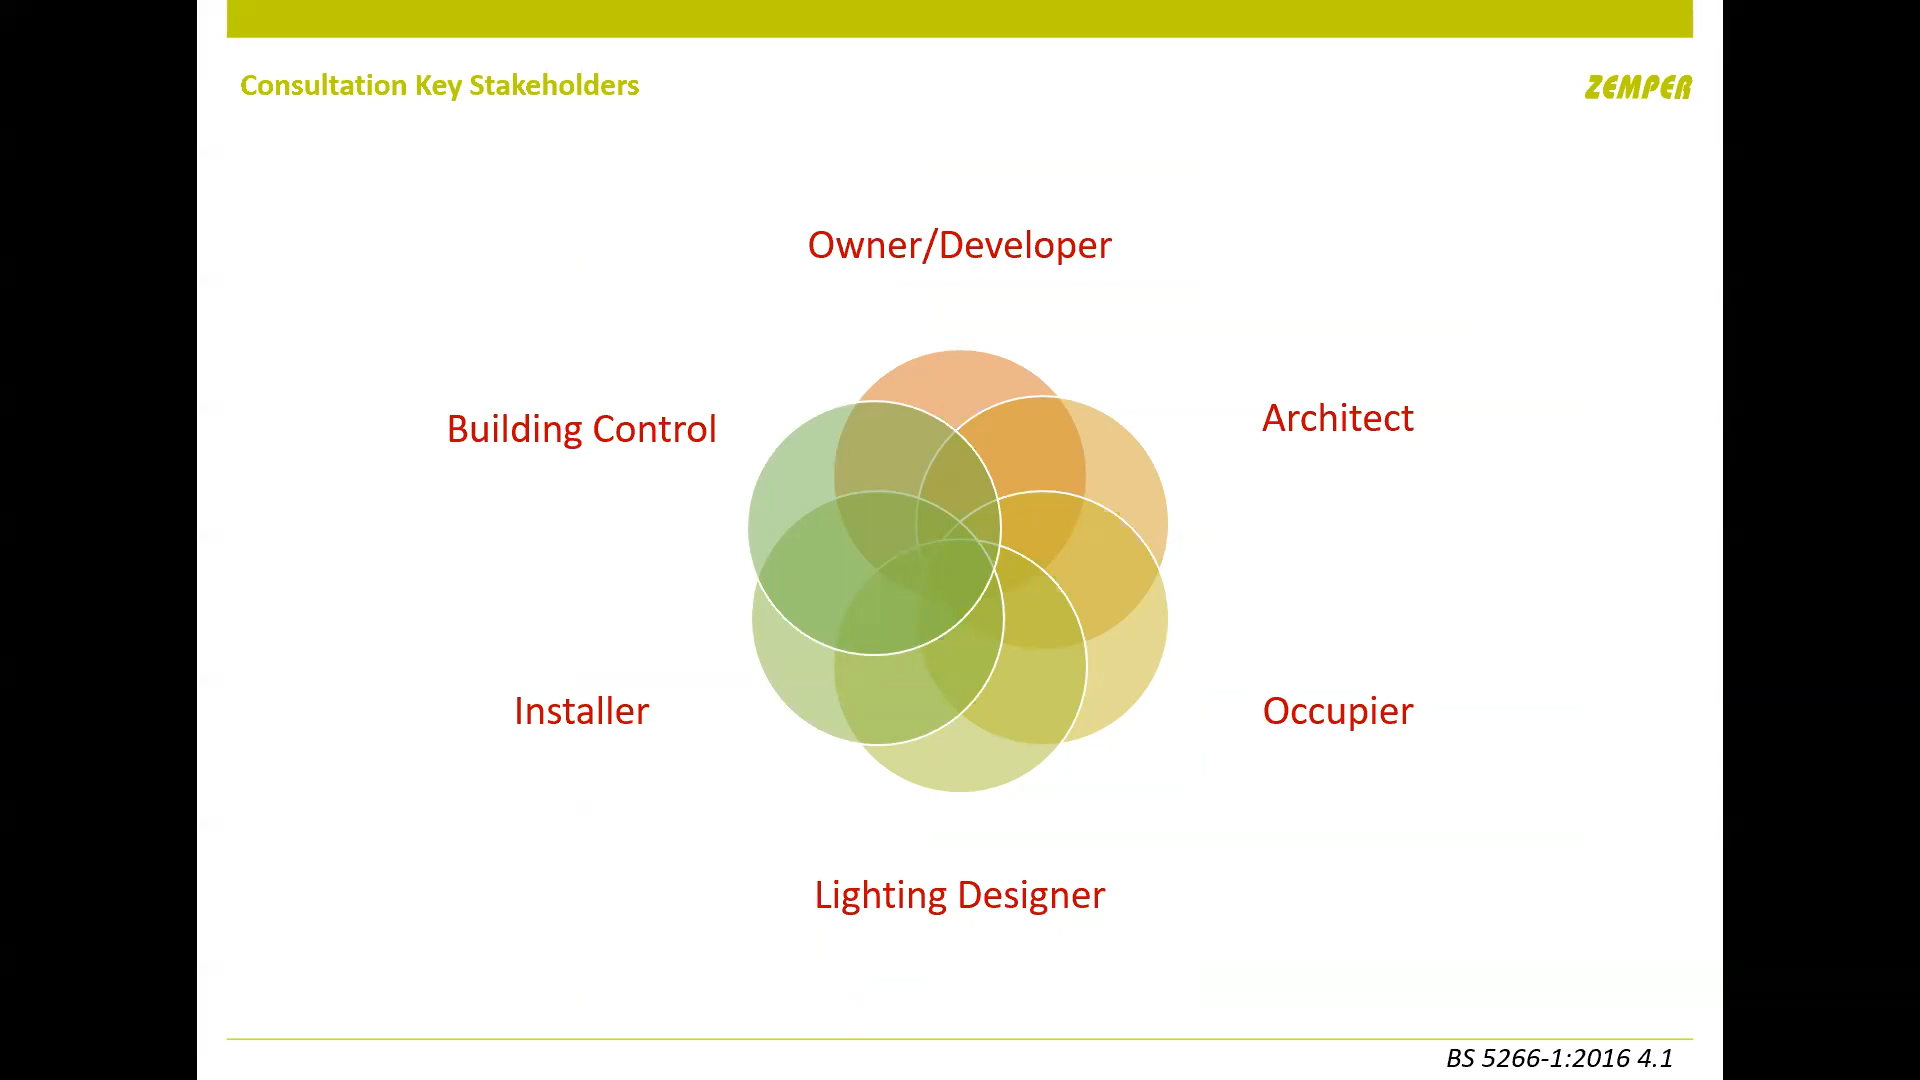 Consultation Key Stakeholders
ZEMPER
Owner/Developer
Building Control
Architect
Installer
Occupier
Lighting Designer
BS 5266-1:2016 4.1